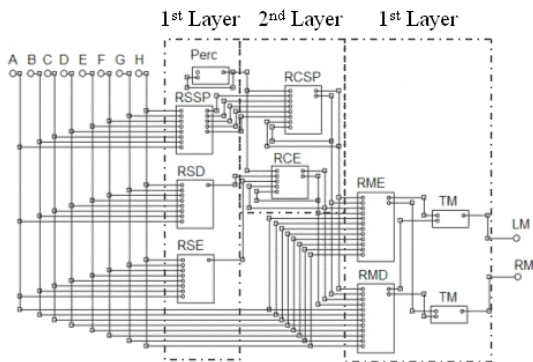 1st Layer 2nd Layer 1st Layer
A B C D E F G H
Perc
RCSP
RSSP
RCE
RSD
RME
TM
LM
RSE
RM
RMD
TM